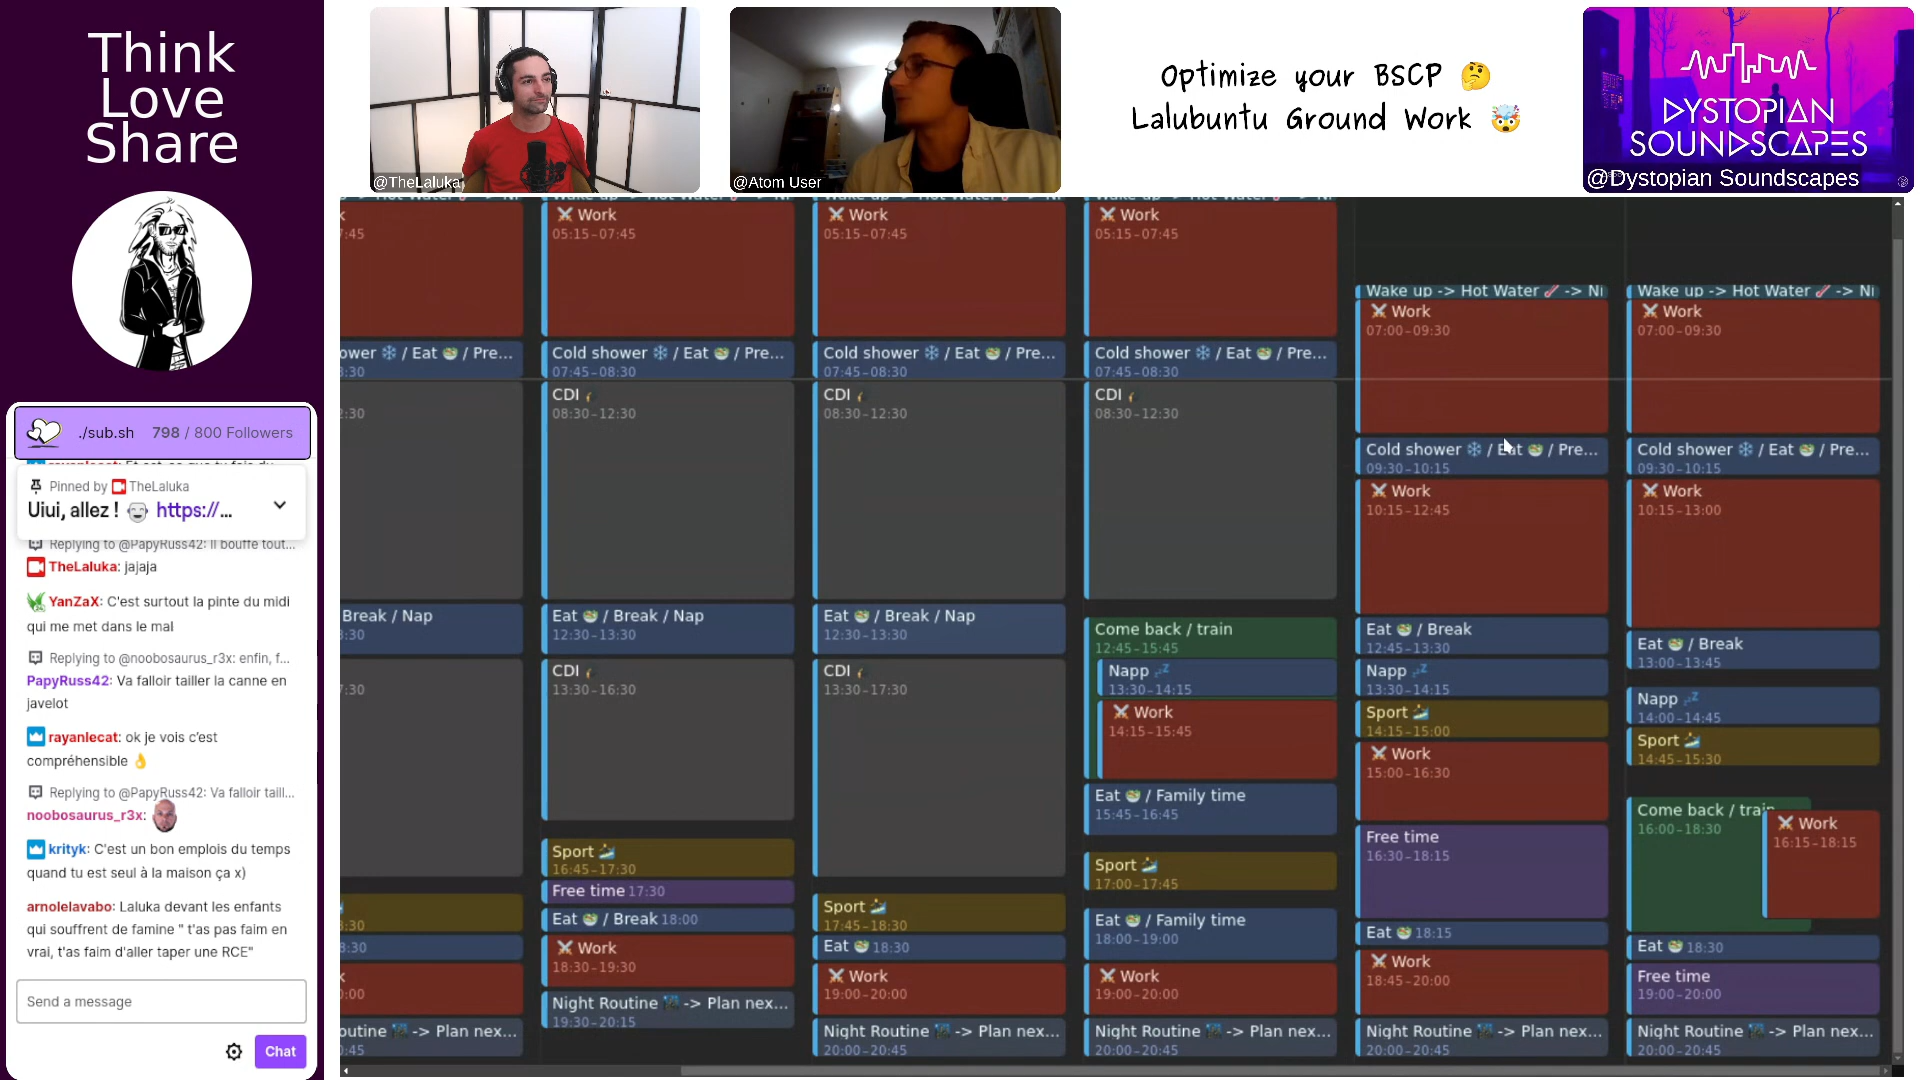 Think
Love
Share
./sub.sh 798 / 800 Followers
Pinned by TheLaluka
Uiui, allez ! https://...
Replying to @PapyRuss42: Il bouffe tout...
TheLaluka: jajaja
YanZaX: C'est surtout la pinte du midi
qui me met dans le mal
Replying to @noobosaurus_r3x: enfin, f...
PapyRuss42: Va falloir tailler la canne en
javelot
rayanlecat: ok je vois c'est
compréhensible 👌
Replying to @PapyRuss42: Va falloir taill...
noobosaurus_r3x:
krityk: C'est un bon emplois du temps
quand tu est seul à la maison ça x)
arnolelavabo: Laluka devant les enfants
qui souffrent de famine " t'as pas faim en
vrai, t'as faim d'aller taper une RCE"
Send a message
Chat
@TheLaluka
@Atom User
Optimize your BSCP 🤔
Lalubuntu Ground Work 🤯
DYSTOPIAN
SOUNDSCAPES
@Dystopian Soundscapes
Break / Nap
⚔ Work
05:15 – 07:45
Cold shower ❄ / Eat 🥗 / Pre...
07:45 – 08:30
CDI
08:30 – 12:30
Eat 🥗 / Break / Nap
12:30 – 13:30
CDI
13:30 – 16:30
Sport
16:45 – 17:30
Free time 17:30
Eat 🥗 / Break 18:00
⚔ Work
18:30 – 19:30
Night Routine -> Plan nex...
19:30 – 20:15
⚔ Work
05:15 – 07:45
Cold shower ❄ / Eat 🥗 / Pre...
07:45 – 08:30
CDI
08:30 – 12:30
Eat 🥗 / Break / Nap
12:30 – 13:30
CDI
13:30 – 17:30
Sport
17:45 – 18:30
Eat 🥗 18:30
⚔ Work
19:00 – 20:00
Night Routine -> Plan nex...
20:00 – 20:45
⚔ Work
05:15 – 07:45
Cold shower ❄ / Eat 🥗 / Pre...
07:45 – 08:30
CDI
08:30 – 12:30
Come back / train
12:45 – 15:45
Napp 💤
13:30 – 14:15
⚔ Work
14:15 – 15:45
Eat 🥗 / Family time
15:45 – 16:45
Sport
17:00 – 17:45
Eat 🥗 / Family time
18:00 – 19:00
⚔ Work
19:00 – 20:00
Night Routine -> Plan nex...
20:00 – 20:45
Wake up -> Hot Water -> Ni
⚔ Work
07:00 – 09:30
Cold shower ❄ / Eat 🥗 / Pre...
09:30 – 10:15
⚔ Work
10:15 – 12:45
Eat 🥗 / Break
12:45 – 13:30
Napp 💤
13:30 – 14:15
Sport
14:15 – 15:00
⚔ Work
15:00 – 16:30
Free time
16:30 – 18:15
Eat 🥗 18:15
⚔ Work
18:45 – 20:00
Night Routine -> Plan nex...
20:00 – 20:45
Wake up -> Hot Water -> Ni
⚔ Work
07:00 – 09:30
Cold shower ❄ / Eat 🥗 / Pre...
09:30 – 10:15
⚔ Work
10:15 – 13:00
Eat 🥗 / Break
13:00 – 13:45
Napp 💤
14:00 – 14:45
Sport
14:45 – 15:30
Come back / train
16:00 – 18:30
⚔ Work
16:15 – 18:15
Eat 🥗 18:30
Free time
19:00 – 20:00
Night Routine -> Plan nex...
20:00 – 20:45